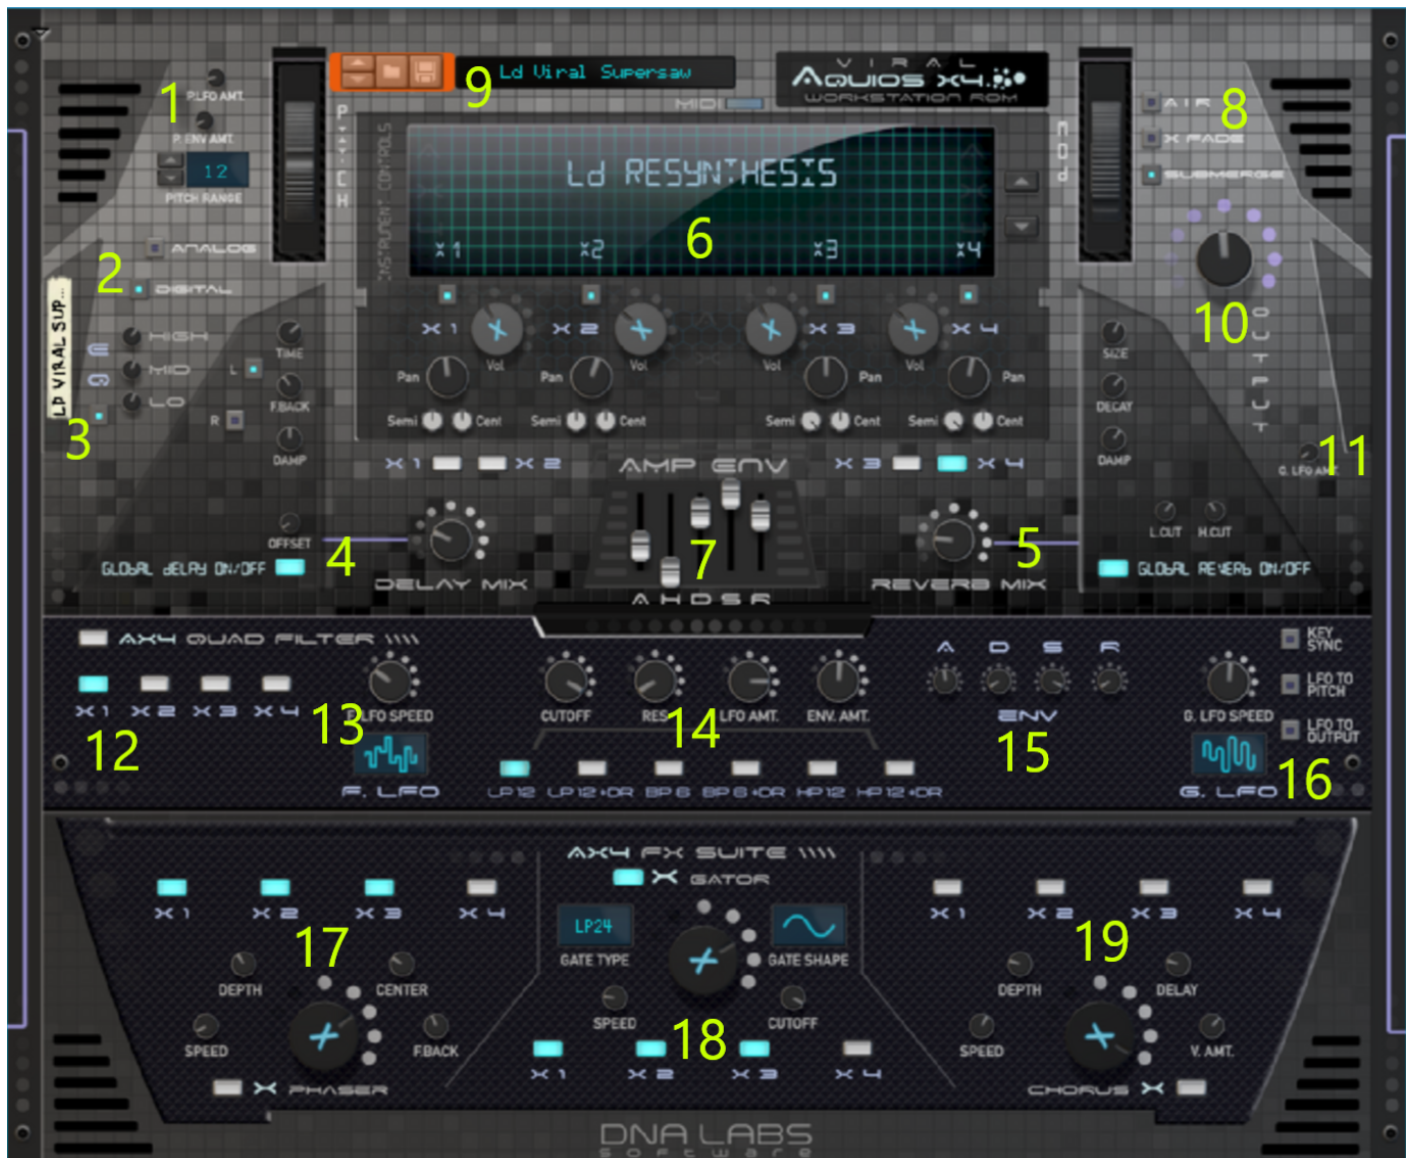 VIRAL
AQUIOS X4
WORKSTATION ROM
Ld Viral Supersaw
9
MIDI
1
P.LFO AMT.
P. ENV AMT.
12
PITCH RANGE
PITCH
MOD
8
AIR
X FADE
SUBMERGE
INSTRUMENT CONTROLS
Ld RESYNTHESIS
6
x1 x2 x3 x4
2
ANALOG
DIGITAL
LD VIRAL SUP...
EQ
HIGH
MID
LO
3
TIME
F.BACK
DAMP
L
R
OFFSET
X1 X2 X3 X4
Vol Vol Vol Vol
Pan Pan Pan Pan
Semi Cent Semi Cent Semi Cent Semi Cent
10
OUTPUT
SIZE
DECAY
DAMP
11
G. LFO AMT.
L.CUT H.CUT
X1 X2 AMP ENV X3 X4
4
7
5
GLObAL dELAY ON/OFF
DELAY MIX
AHDSR
REVERB MIX
GLObAL REVERb ON/OFF
AX4 QUAD FILTER
X1 X2 X3 X4
12
13
LFO SPEED
F. LFO
CUTOFF RES LFO AMT. ENV. AMT.
14
LP12 LP12+DR BP6 BP6+DR HP12 HP12+DR
A D S R
ENV
15
G. LFO SPEED
G. LFO
KEY
SYNC
LFO TO
PITCH
LFO TO
OUTPUT
16
AX4 FX SUITE
X GATOR
X1 X2 X3 X4
17
DEPTH CENTER
SPEED F.BACK
X PHASER
LP24
GATE TYPE GATE SHAPE
SPEED CUTOFF
18
X1 X2 X3 X4
X1 X2 X3 X4
19
DEPTH DELAY
SPEED V. AMT.
CHORUS X
DNA LABS
software